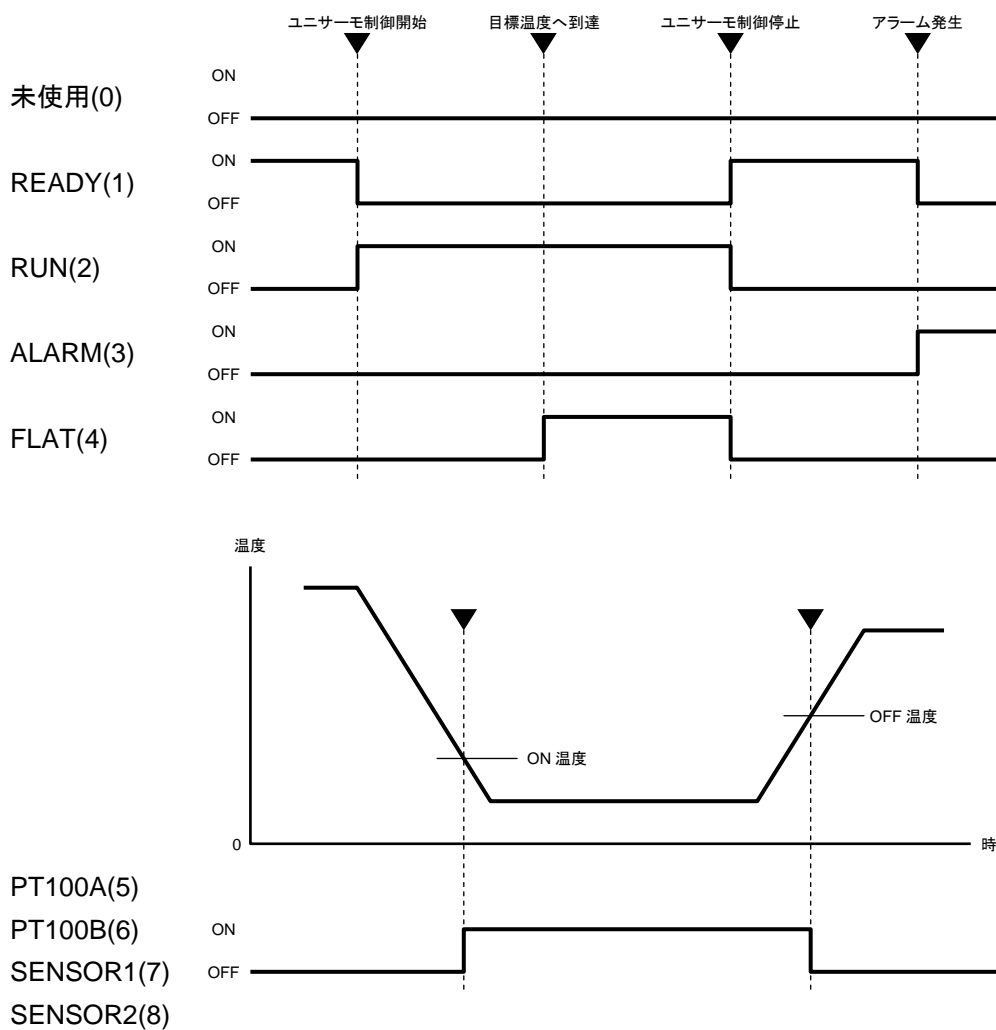 ユニサーモ制御開始 目標温度へ到達 ユニサーモ制御停止 アラーム発生
未使用(0) ON
OFF
READY(1) ON
OFF
RUN(2) ON
OFF
ALARM(3) ON
OFF
FLAT(4) ON
OFF
温度
OFF 温度
ON 温度
0
時
PT100A(5)
PT100B(6) ON
SENSOR1(7) OFF
SENSOR2(8)